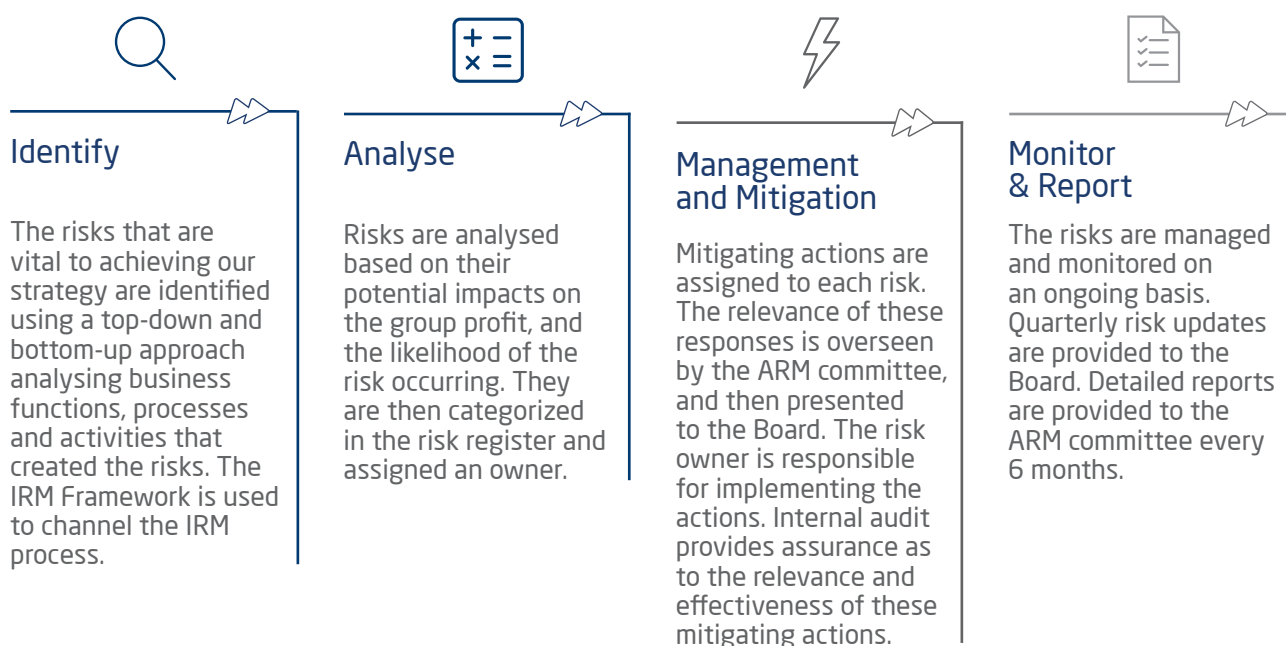 Identify
The risks that are
vital to achieving our
strategy are identified
using a top-down and
bottom-up approach
analysing business
functions, processes
and activities that
created the risks. The
IRM Framework is used
to channel the IRM
process.
Analyse
Risks are analysed
based on their
potential impacts on
the group profit, and
the likelihood of the
risk occurring. They
are then categorized
in the risk register and
assigned an owner.
Management
and Mitigation
Mitigating actions are
assigned to each risk.
The relevance of these
responses is overseen
by the ARM committee,
and then presented
to the Board. The risk
owner is responsible
for implementing the
actions. Internal audit
provides assurance as
to the relevance and
effectiveness of these
mitigating actions.
Monitor
& Report
The risks are managed
and monitored on
an ongoing basis.
Quarterly risk updates
are provided to the
Board. Detailed reports
are provided to the
ARM committee every
6 months.